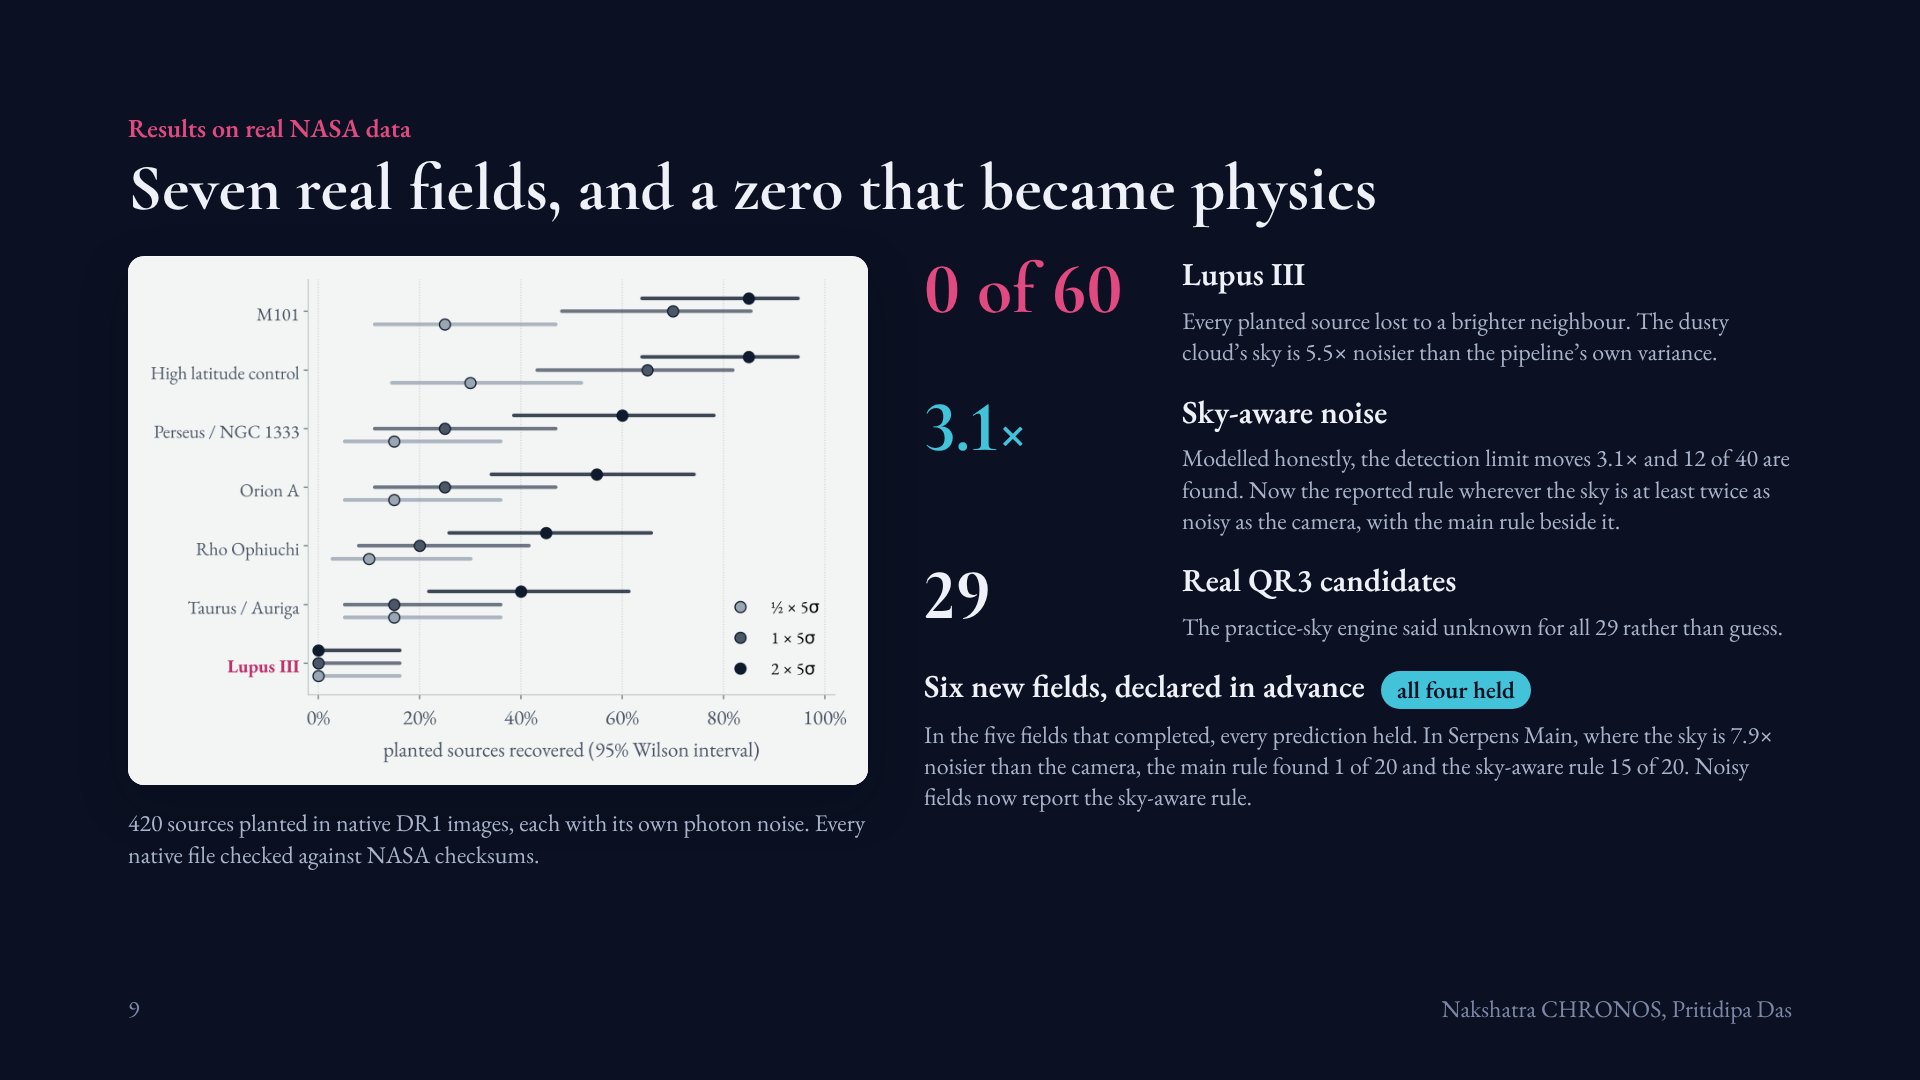 Results on real NASA data
Seven real fields, and a zero that became physics
M101
High latitude control
Perseus / NGC 1333
Orion A
Rho Ophiuchi
Taurus / Auriga
Lupus III
½ × 5σ
1 × 5σ
2 × 5σ
0%
20%
40%
60%
80%
100%
planted sources recovered (95% Wilson interval)
420 sources planted in native DR1 images, each with its own photon noise. Every
native file checked against NASA checksums.
0 of 60
Lupus III
Every planted source lost to a brighter neighbour. The dusty
cloud’s sky is 5.5× noisier than the pipeline’s own variance.
3.1×
Sky-aware noise
Modelled honestly, the detection limit moves 3.1× and 12 of 40 are
found. Now the reported rule wherever the sky is at least twice as
noisy as the camera, with the main rule beside it.
29
Real QR3 candidates
The practice-sky engine said unknown for all 29 rather than guess.
Six new fields, declared in advance
all four held
In the five fields that completed, every prediction held. In Serpens Main, where the sky is 7.9×
noisier than the camera, the main rule found 1 of 20 and the sky-aware rule 15 of 20. Noisy
fields now report the sky-aware rule.
9
Nakshatra CHRONOS, Pritidipa Das